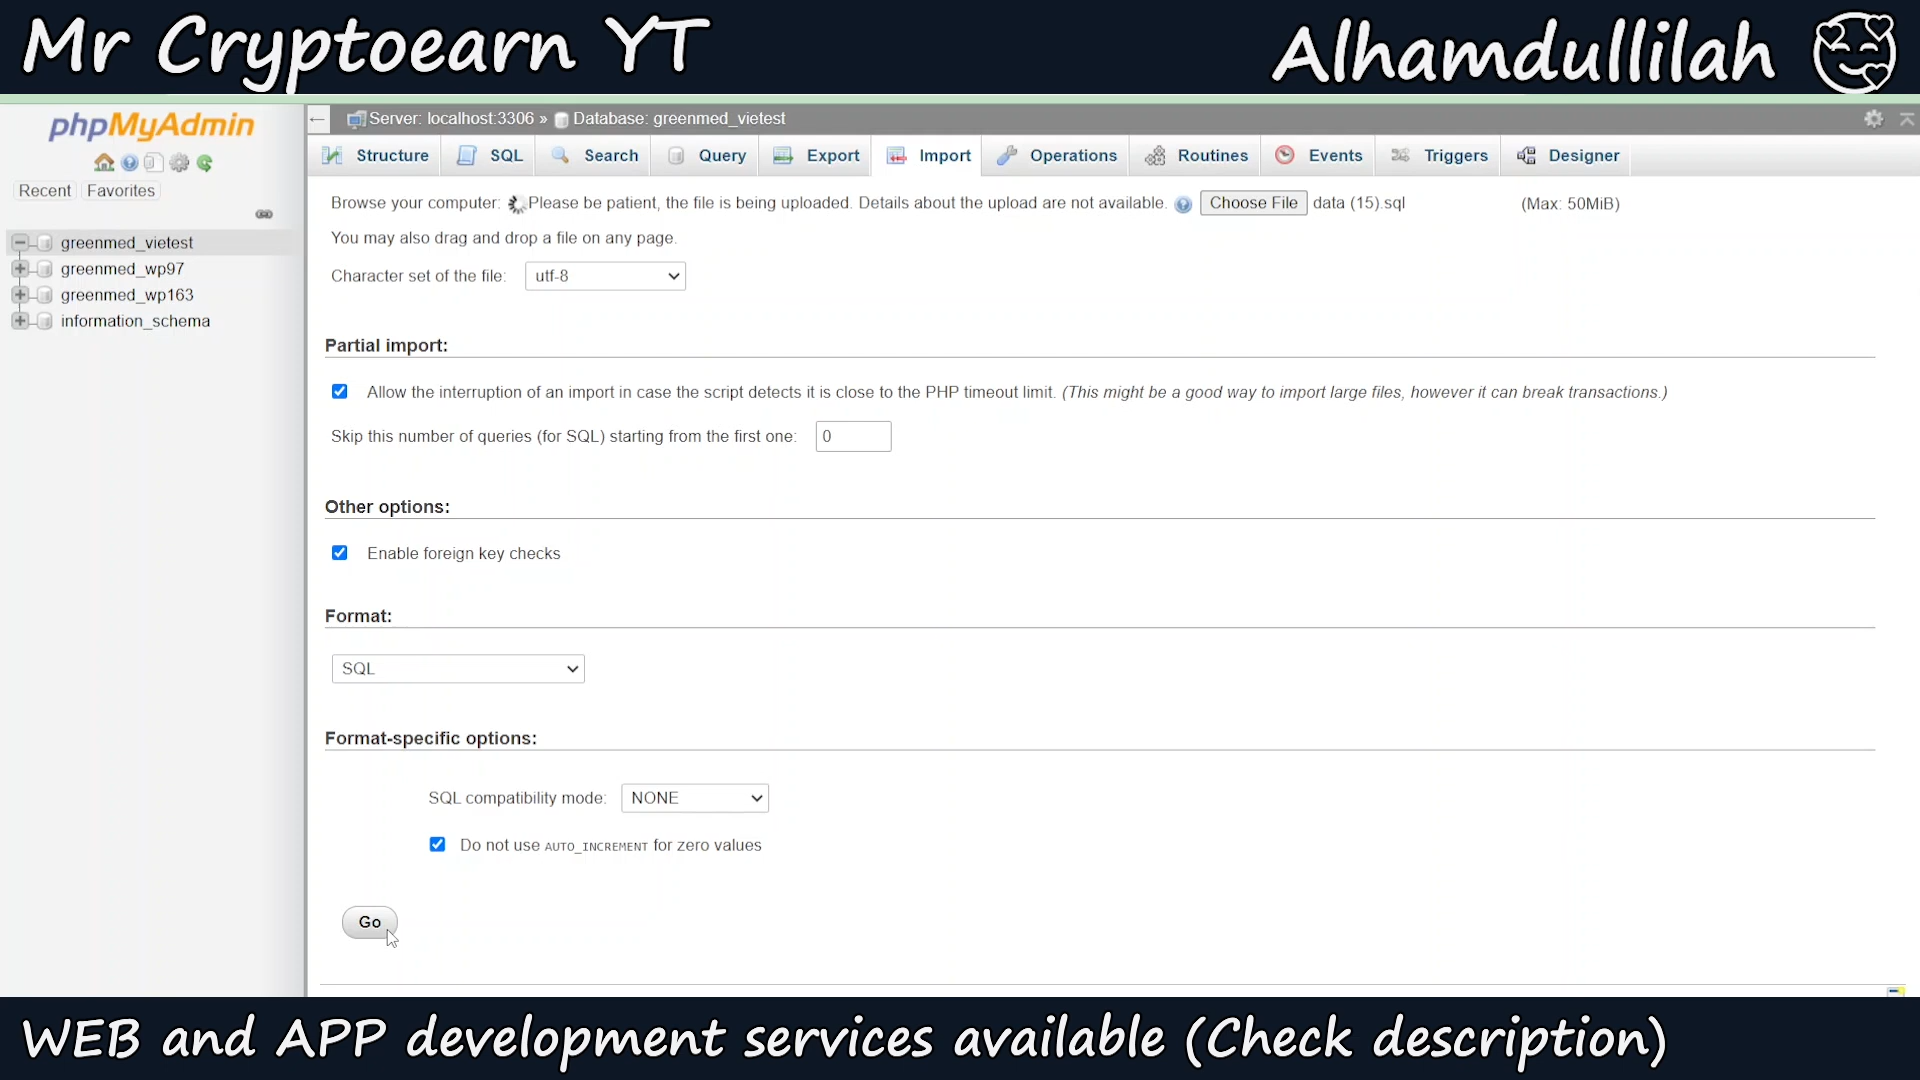 Mr Cryptoearn YT
Alhamdullilah
phpMyAdmin
Recent Favorites
greenmed_vietest
greenmed_wp97
greenmed_wp163
information_schema
Server: localhost:3306 » Database: greenmed_vietest
Structure SQL Search Query Export Import Operations Routines Events Triggers Designer
Browse your computer: Please be patient, the file is being uploaded. Details about the upload are not available. Choose File data (15).sql (Max: 50MiB)
You may also drag and drop a file on any page.
Character set of the file: utf-8
Partial import:
Allow the interruption of an import in case the script detects it is close to the PHP timeout limit. (This might be a good way to import large files, however it can break transactions.)
Skip this number of queries (for SQL) starting from the first one: 0
Other options:
Enable foreign key checks
Format:
SQL
Format-specific options:
SQL compatibility mode: NONE
Do not use AUTO_INCREMENT for zero values
Go
WEB and APP development services available (Check description)